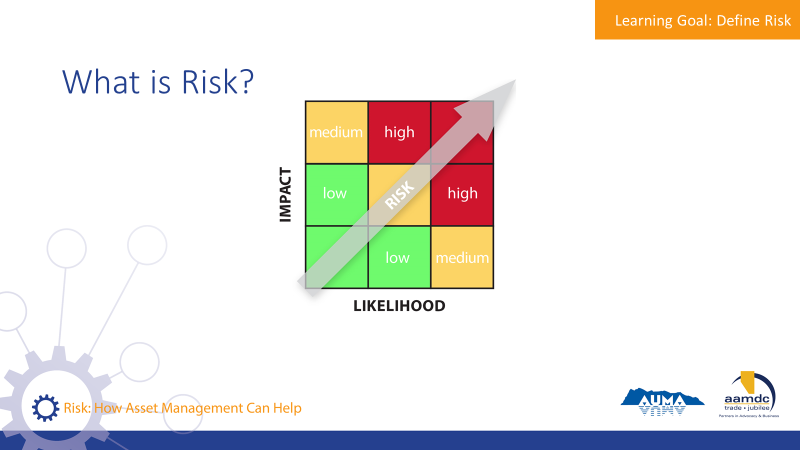 Learning Goal: Define Risk
What is Risk?
medium
high
IMPACT
low
RISK
high
low
medium
LIKELIHOOD
Risk: How Asset Management Can Help
AUMA
aamdc
trade • jubilee
Partners in Advocacy & Business